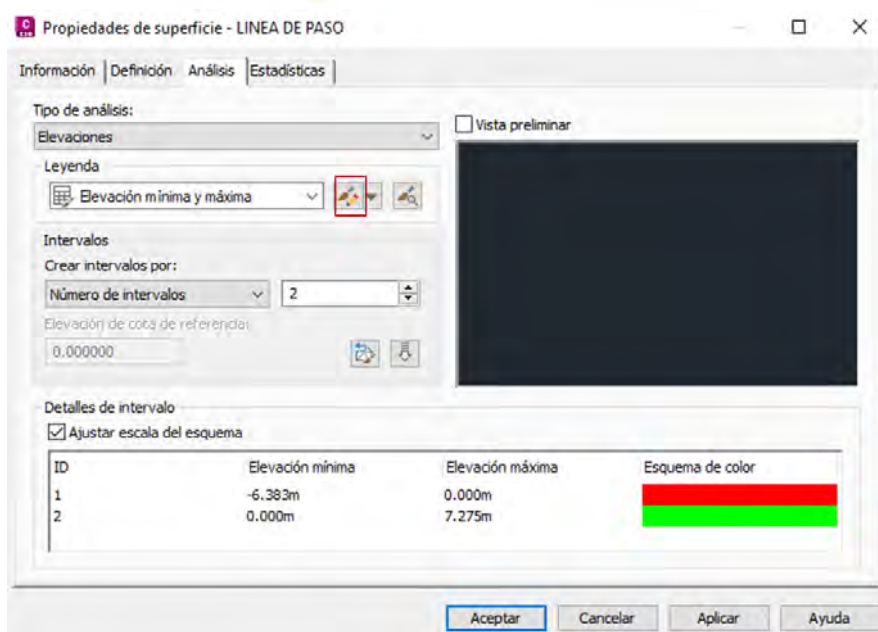 Propiedades de superficie - LINEA DE PASO
Información Definición Análisis Estadísticas
Tipo de análisis:
Elevaciones
Vista preliminar
Leyenda
Elevación mínima y máxima
Intervalos
Crear intervalos por:
Número de intervalos 2
Elevación de cota de referencia:
0.000000
Detalles de intervalo
Ajustar escala del esquema
ID Elevación mínima Elevación máxima Esquema de color
1 -6.383m 0.000m
2 0.000m 7.275m
Aceptar Cancelar Aplicar Ayuda